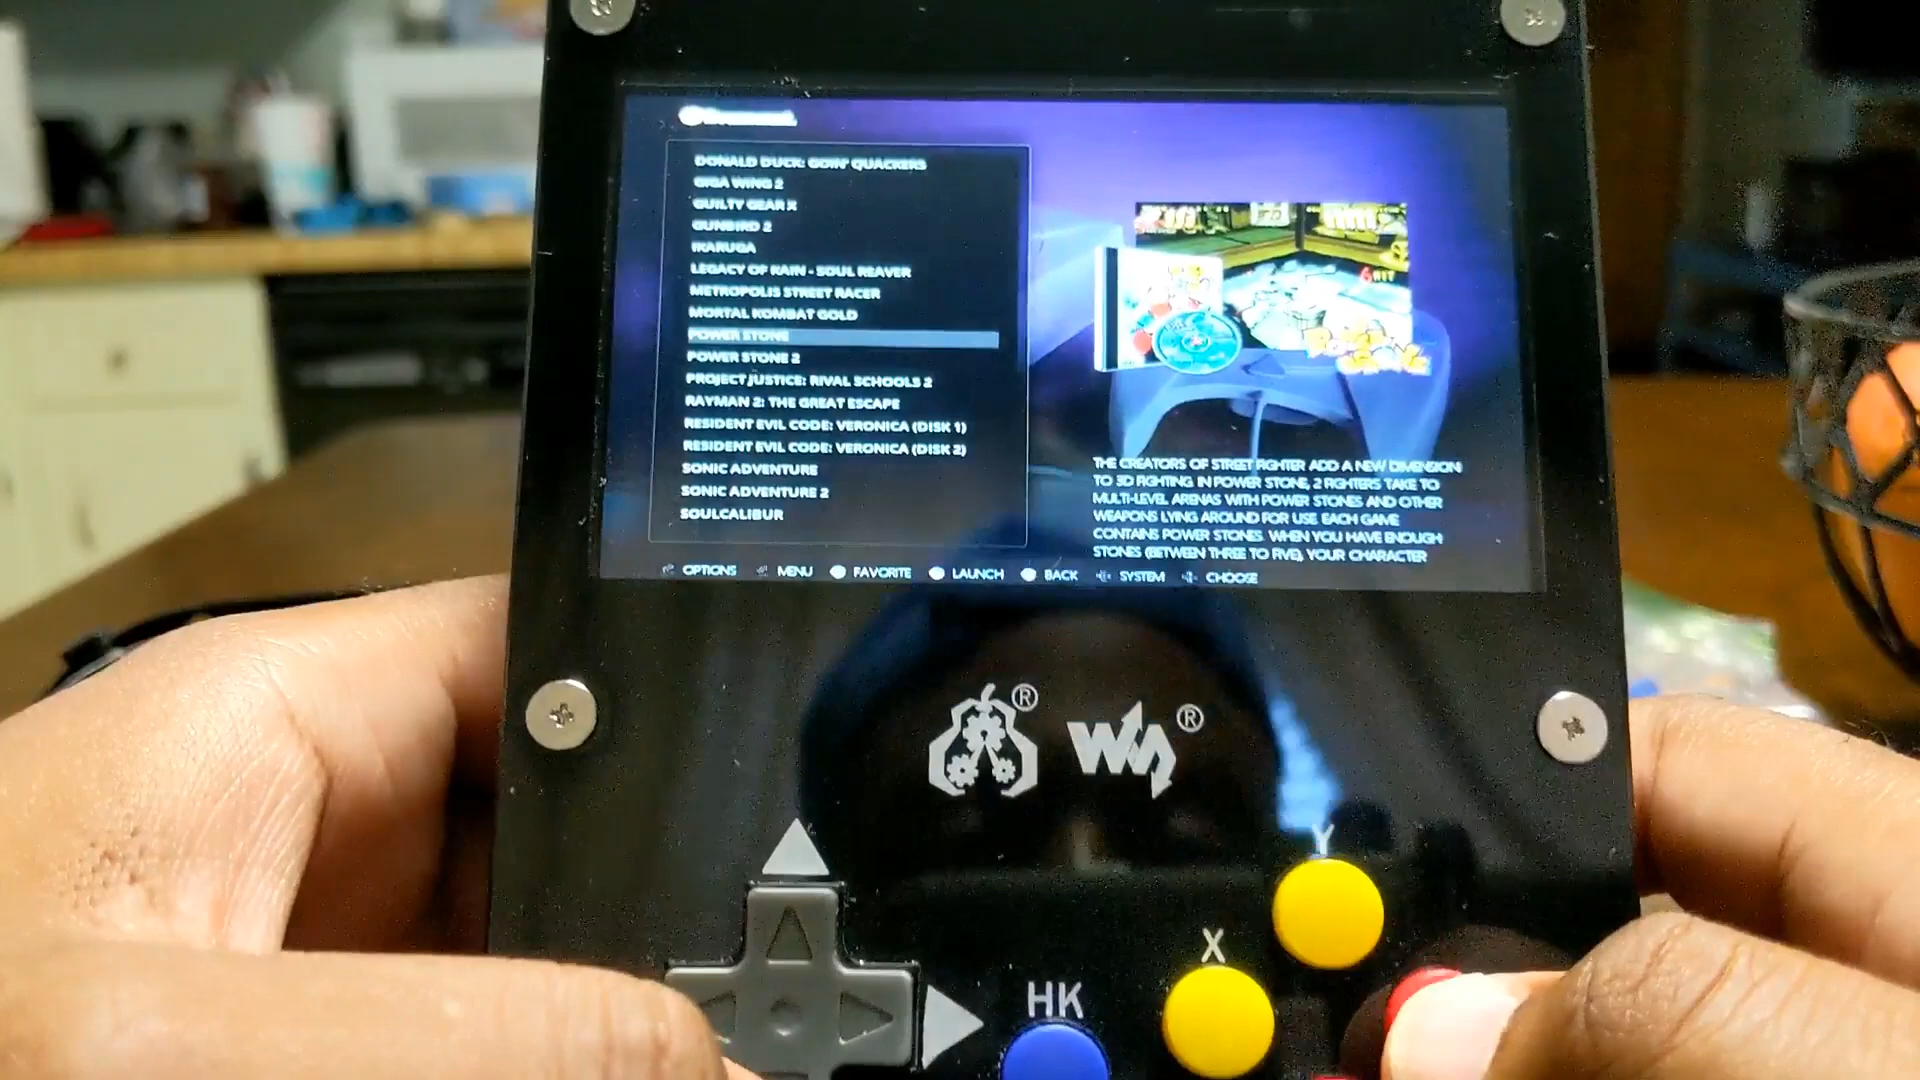 Dreamcast
DONALD DUCK: GOIN' QUACKERS
GIGA WING 2
GUILTY GEAR X
GUNBIRD 2
IKARUGA
LEGACY OF KAIN - SOUL REAVER
METROPOLIS STREET RACER
MORTAL KOMBAT GOLD
POWER STONE
POWER STONE 2
PROJECT JUSTICE: RIVAL SCHOOLS 2
RAYMAN 2: THE GREAT ESCAPE
RESIDENT EVIL CODE: VERONICA (DISK 1)
RESIDENT EVIL CODE: VERONICA (DISK 2)
SONIC ADVENTURE
SONIC ADVENTURE 2
SOULCALIBUR
6 HIT
POWER STONE
THE CREATORS OF STREET FIGHTER ADD A NEW DIMENSION
TO 3D FIGHTING. IN POWER STONE, 2 FIGHTERS TAKE TO
MULTI-LEVEL ARENAS WITH POWER STONES AND OTHER
WEAPONS LYING AROUND FOR USE. EACH GAME
CONTAINS POWER STONES. WHEN YOU HAVE ENOUGH
STONES (BETWEEN THREE TO FIVE), YOUR CHARACTER
OPTIONS MENU FAVORITE LAUNCH BACK SYSTEM CHOOSE
® W ®
Y
X
HK